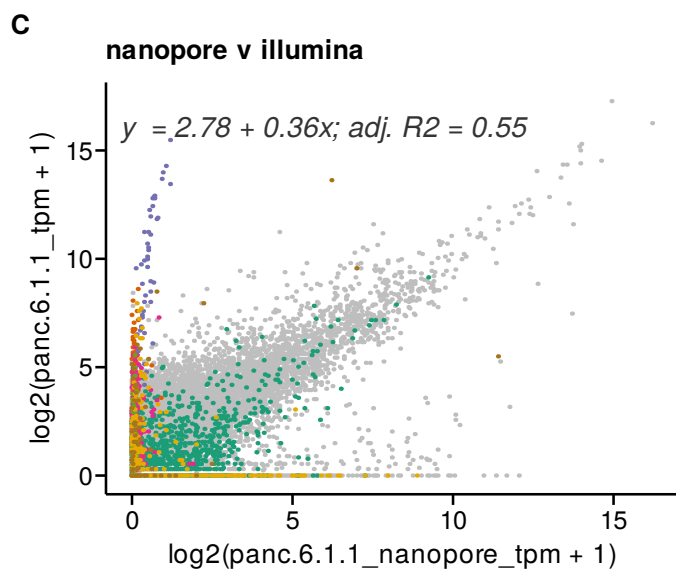 C
nanopore v illumina
y = 2.78 + 0.36x; adj. R2 = 0.55
log2(panc.6.1.1_tpm + 1)
15
10
5
0
0 5 10 15
log2(panc.6.1.1_nanopore_tpm + 1)